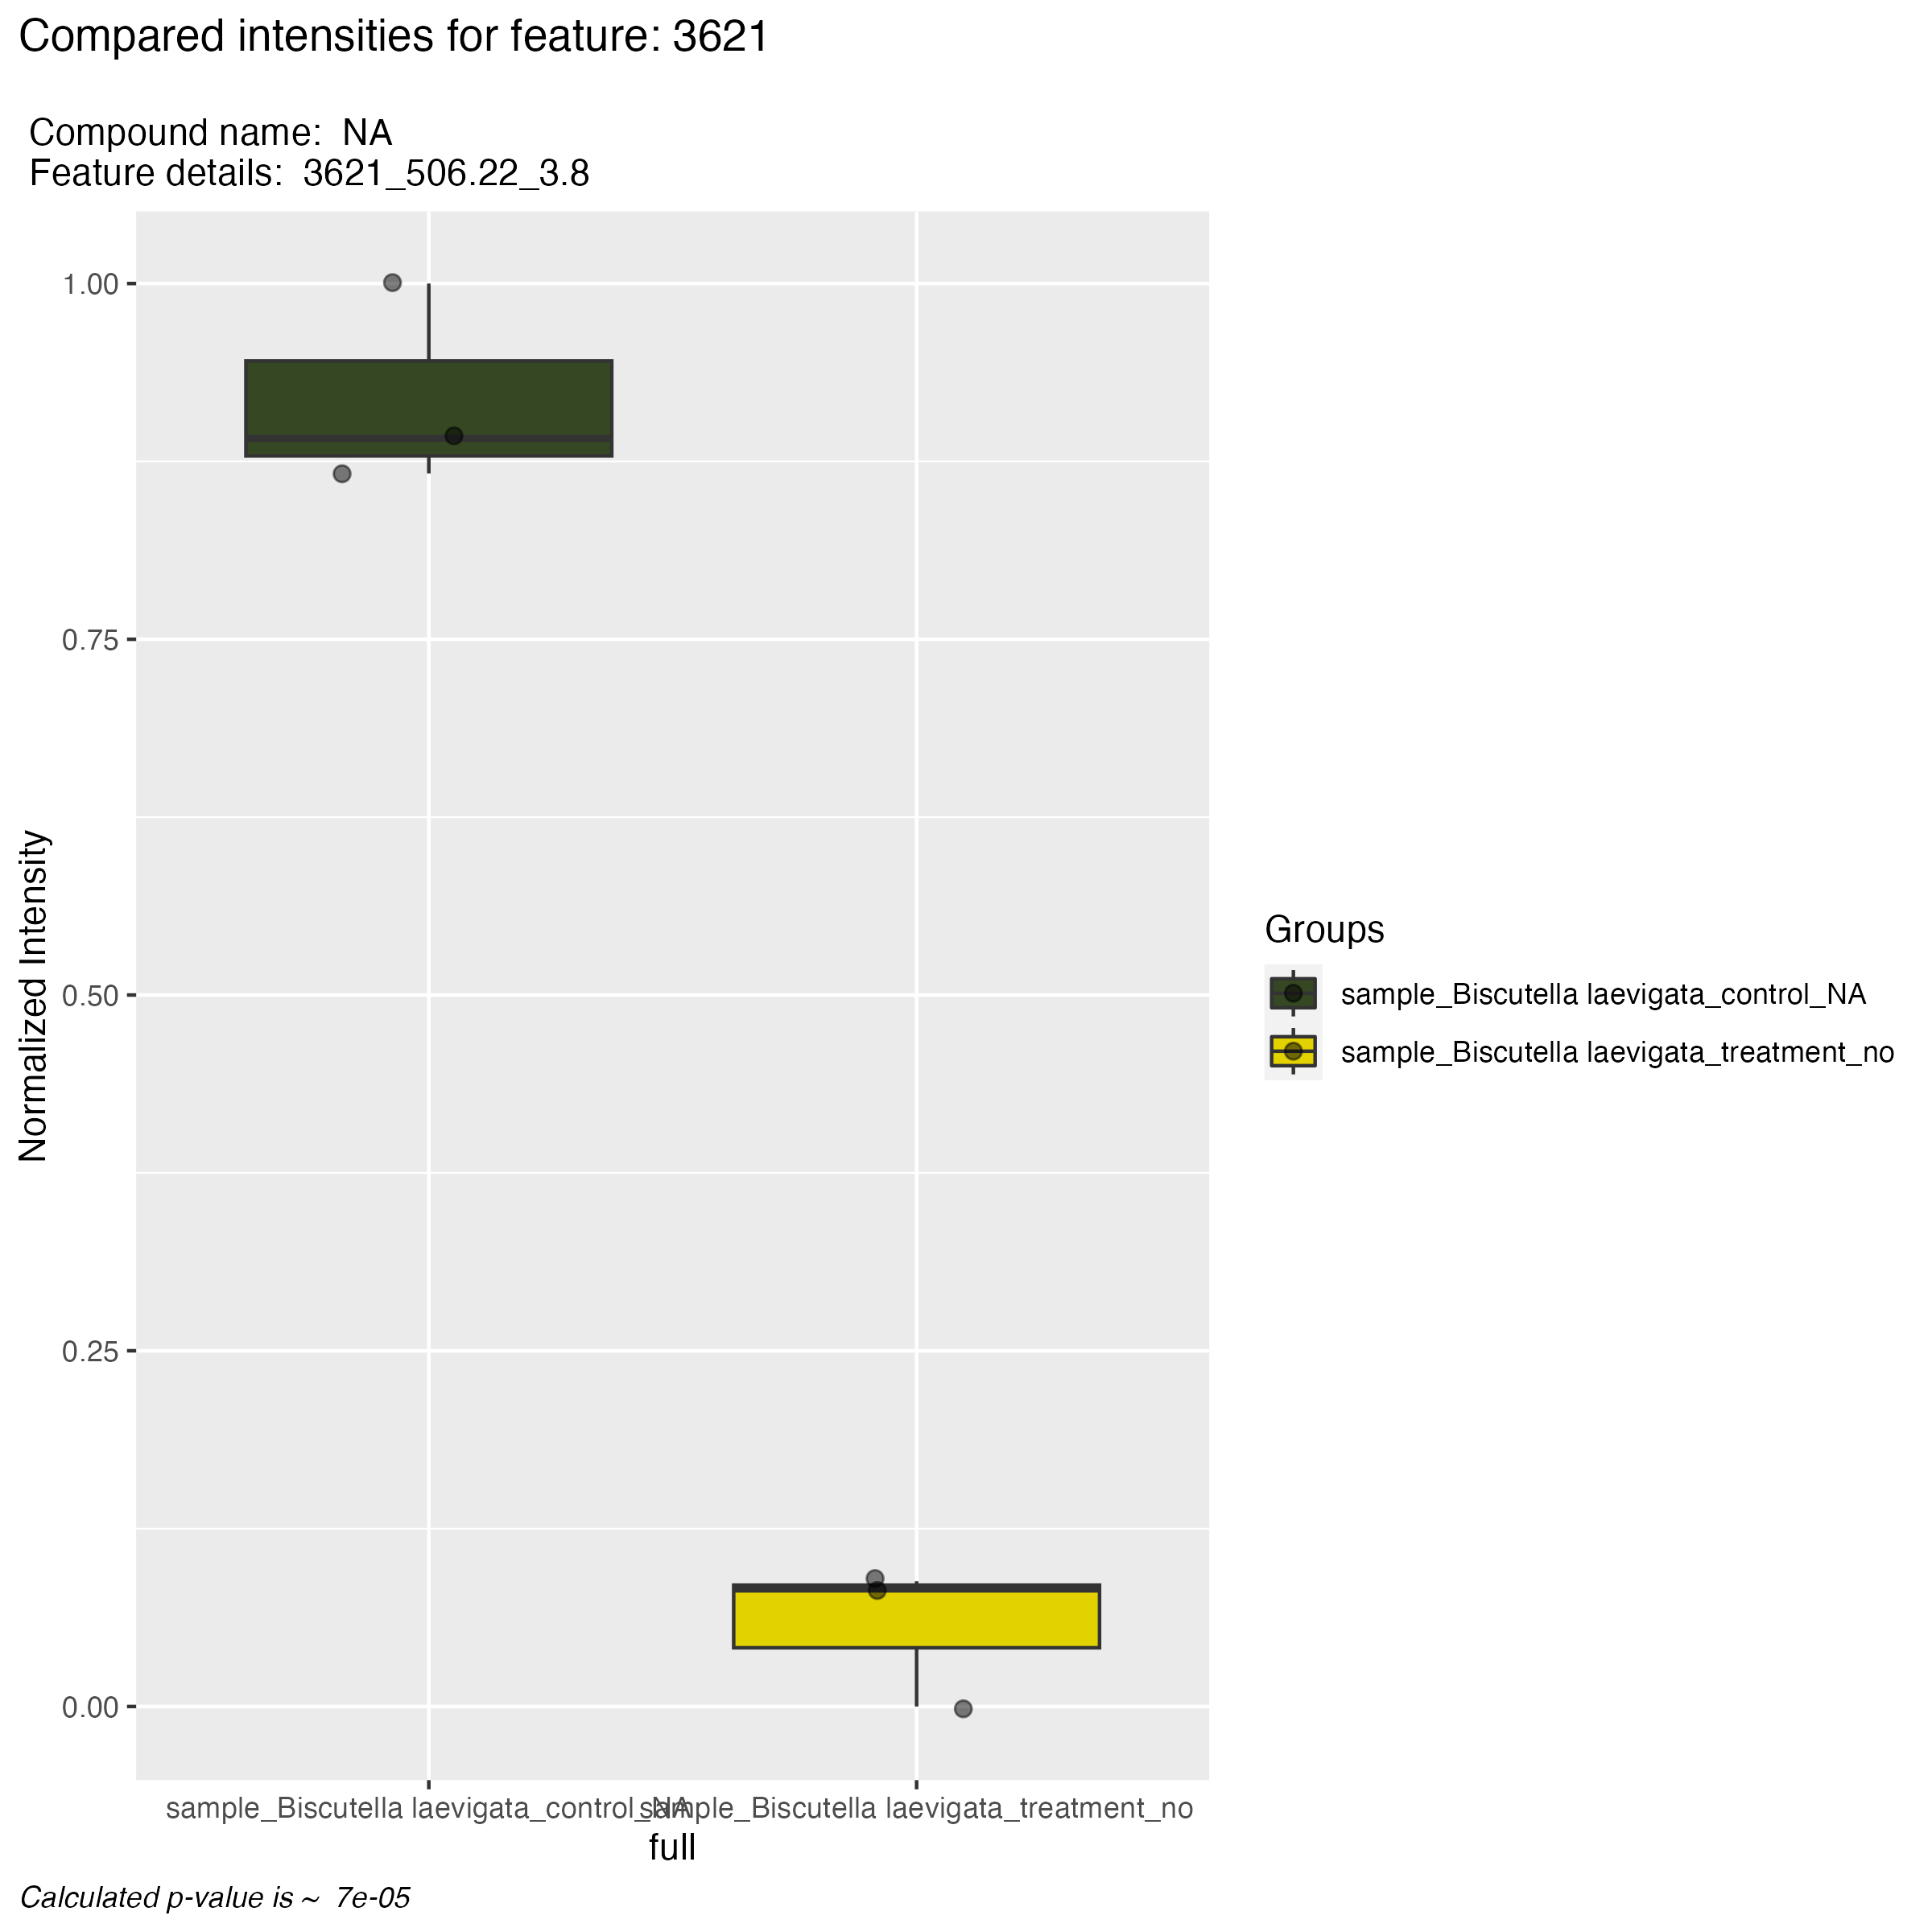 Compared intensities for feature: 3621
Compound name:  NA
Feature details:  3621_506.22_3.8
1.00
0.75
0.50
0.25
0.00
Normalized Intensity
Groups
sample_Biscutella laevigata_control_NA
sample_Biscutella laevigata_treatment_no
sample_Biscutella laevigata_control_NA
sample_Biscutella laevigata_treatment_no
full
Calculated p-value is ~  7e-05